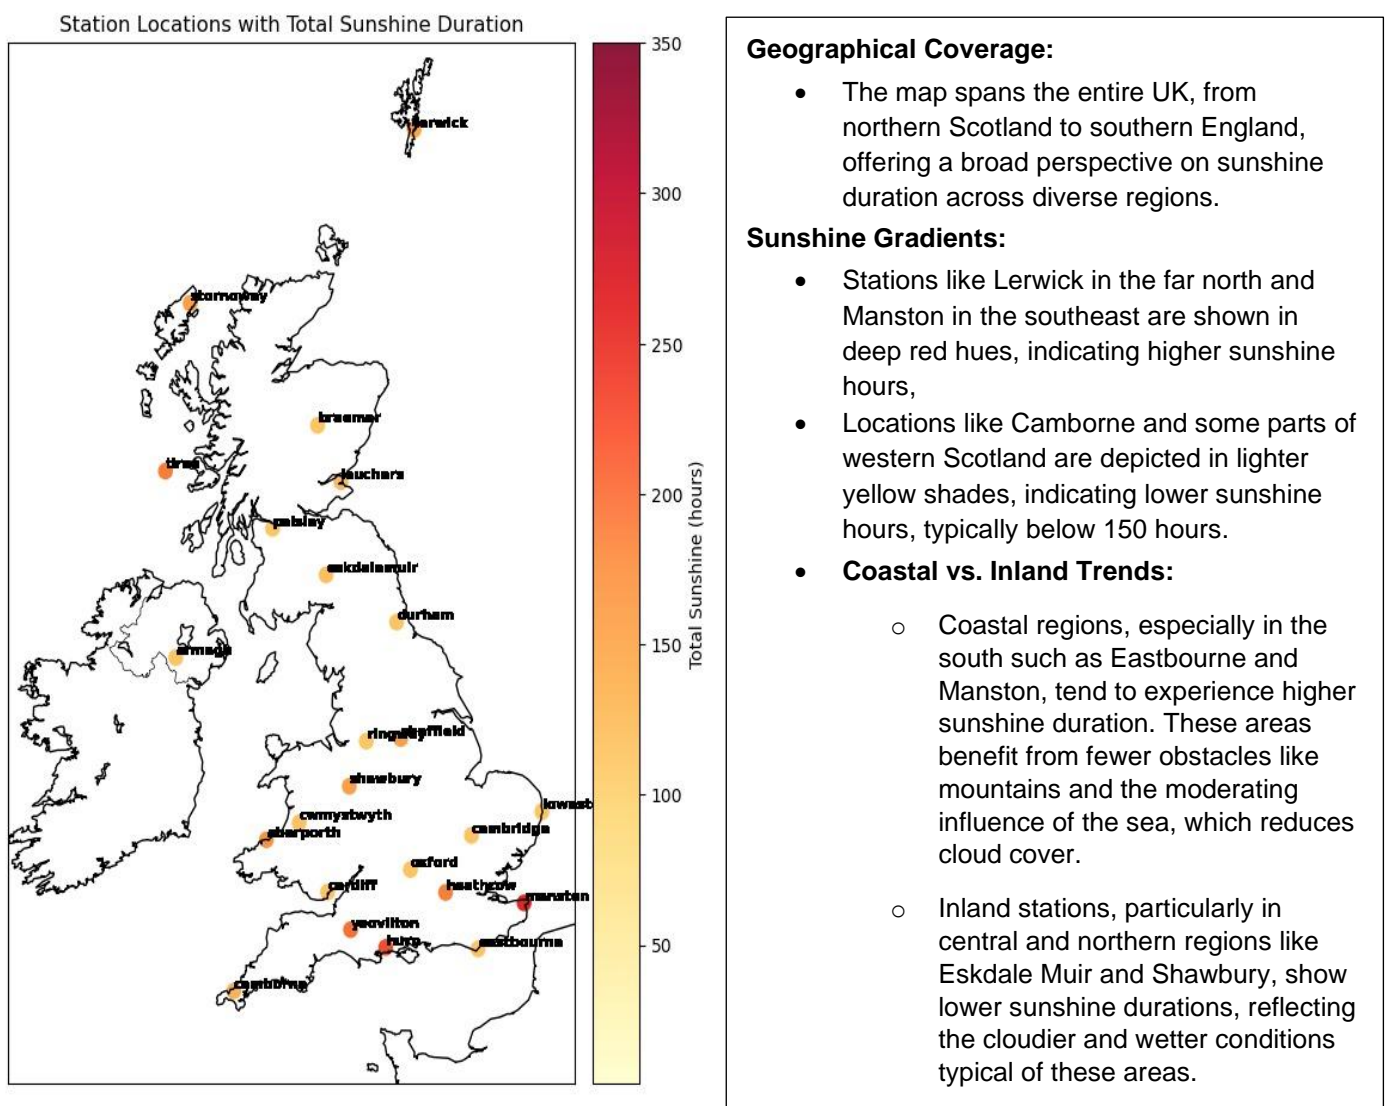 Station Locations with Total Sunshine Duration
lerwick
stornoway
braemar
tiree
leuchars
paisley
eskdalemuir
durham
armagh
ringway
sheffield
shawbury
lowest
cwmystwyth
cambridge
aberporth
oxford
cardiff
heathrow
manston
yeovilton
hurn
eastbourne
camborne
350
300
250
200
150
100
50
Total Sunshine (hours)
Geographical Coverage:
• The map spans the entire UK, from
northern Scotland to southern England,
offering a broad perspective on sunshine
duration across diverse regions.
Sunshine Gradients:
• Stations like Lerwick in the far north and
Manston in the southeast are shown in
deep red hues, indicating higher sunshine
hours,
• Locations like Camborne and some parts of
western Scotland are depicted in lighter
yellow shades, indicating lower sunshine
hours, typically below 150 hours.
• Coastal vs. Inland Trends:
o Coastal regions, especially in the
south such as Eastbourne and
Manston, tend to experience higher
sunshine duration. These areas
benefit from fewer obstacles like
mountains and the moderating
influence of the sea, which reduces
cloud cover.
o Inland stations, particularly in
central and northern regions like
Eskdale Muir and Shawbury, show
lower sunshine durations, reflecting
the cloudier and wetter conditions
typical of these areas.